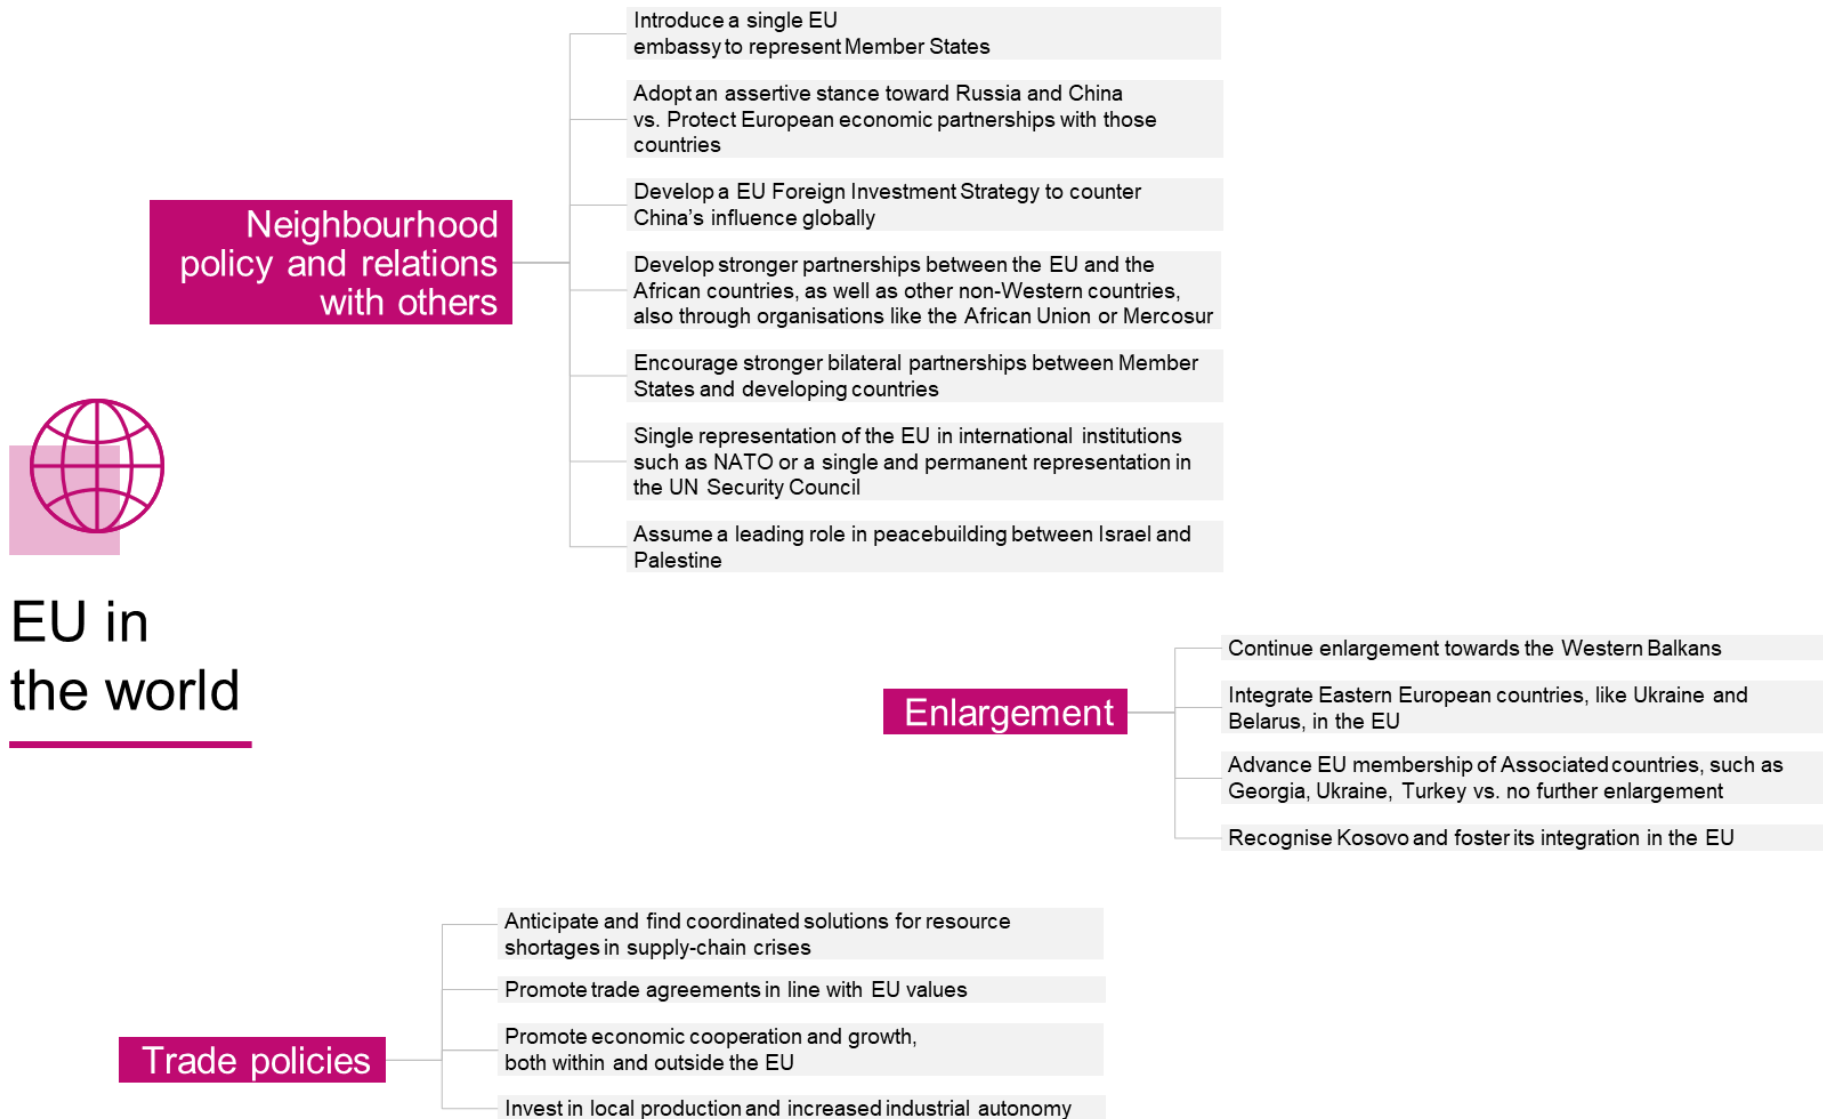 EU in
the world
Neighbourhood
policy and relations
with others
Introduce a single EU
embassy to represent Member States
Adopt an assertive stance toward Russia and China
vs. Protect European economic partnerships with those
countries
Develop a EU Foreign Investment Strategy to counter
China's influence globally
Develop stronger partnerships between the EU and the
African countries, as well as other non-Western countries,
also through organisations like the African Union or Mercosur
Encourage stronger bilateral partnerships between Member
States and developing countries
Single representation of the EU in international institutions
such as NATO or a single and permanent representation in
the UN Security Council
Assume a leading role in peacebuilding between Israel and
Palestine
Enlargement
Continue enlargement towards the Western Balkans
Integrate Eastern European countries, like Ukraine and
Belarus, in the EU
Advance EU membership of Associated countries, such as
Georgia, Ukraine, Turkey vs. no further enlargement
Recognise Kosovo and foster its integration in the EU
Trade policies
Anticipate and find coordinated solutions for resource
shortages in supply-chain crises
Promote trade agreements in line with EU values
Promote economic cooperation and growth,
both within and outside the EU
Invest in local production and increased industrial autonomy